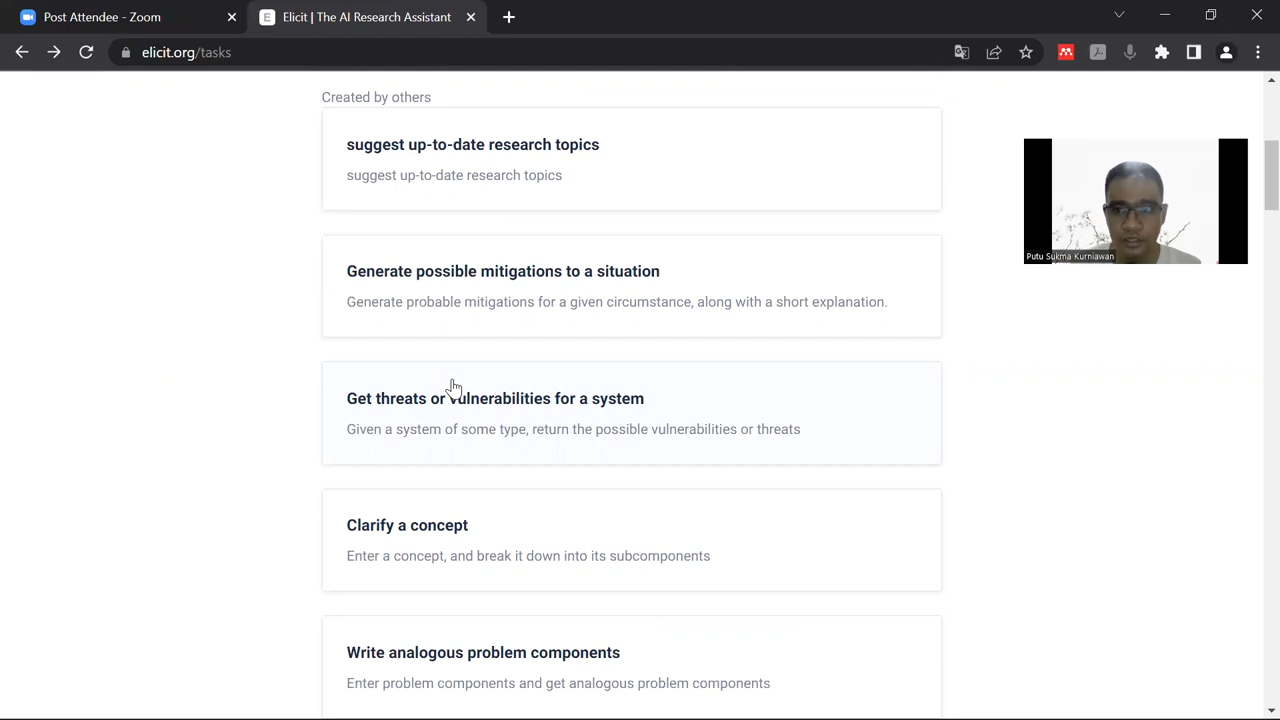 Post Attendee - Zoom
Elicit | The AI Research Assistant
elicit.org/tasks
Created by others
suggest up-to-date research topics
suggest up-to-date research topics
Generate possible mitigations to a situation
Generate probable mitigations for a given circumstance, along with a short explanation.
Get threats or vulnerabilities for a system
Given a system of some type, return the possible vulnerabilities or threats
Clarify a concept
Enter a concept, and break it down into its subcomponents
Write analogous problem components
Enter problem components and get analogous problem components
Putu Sukma Kurniawan